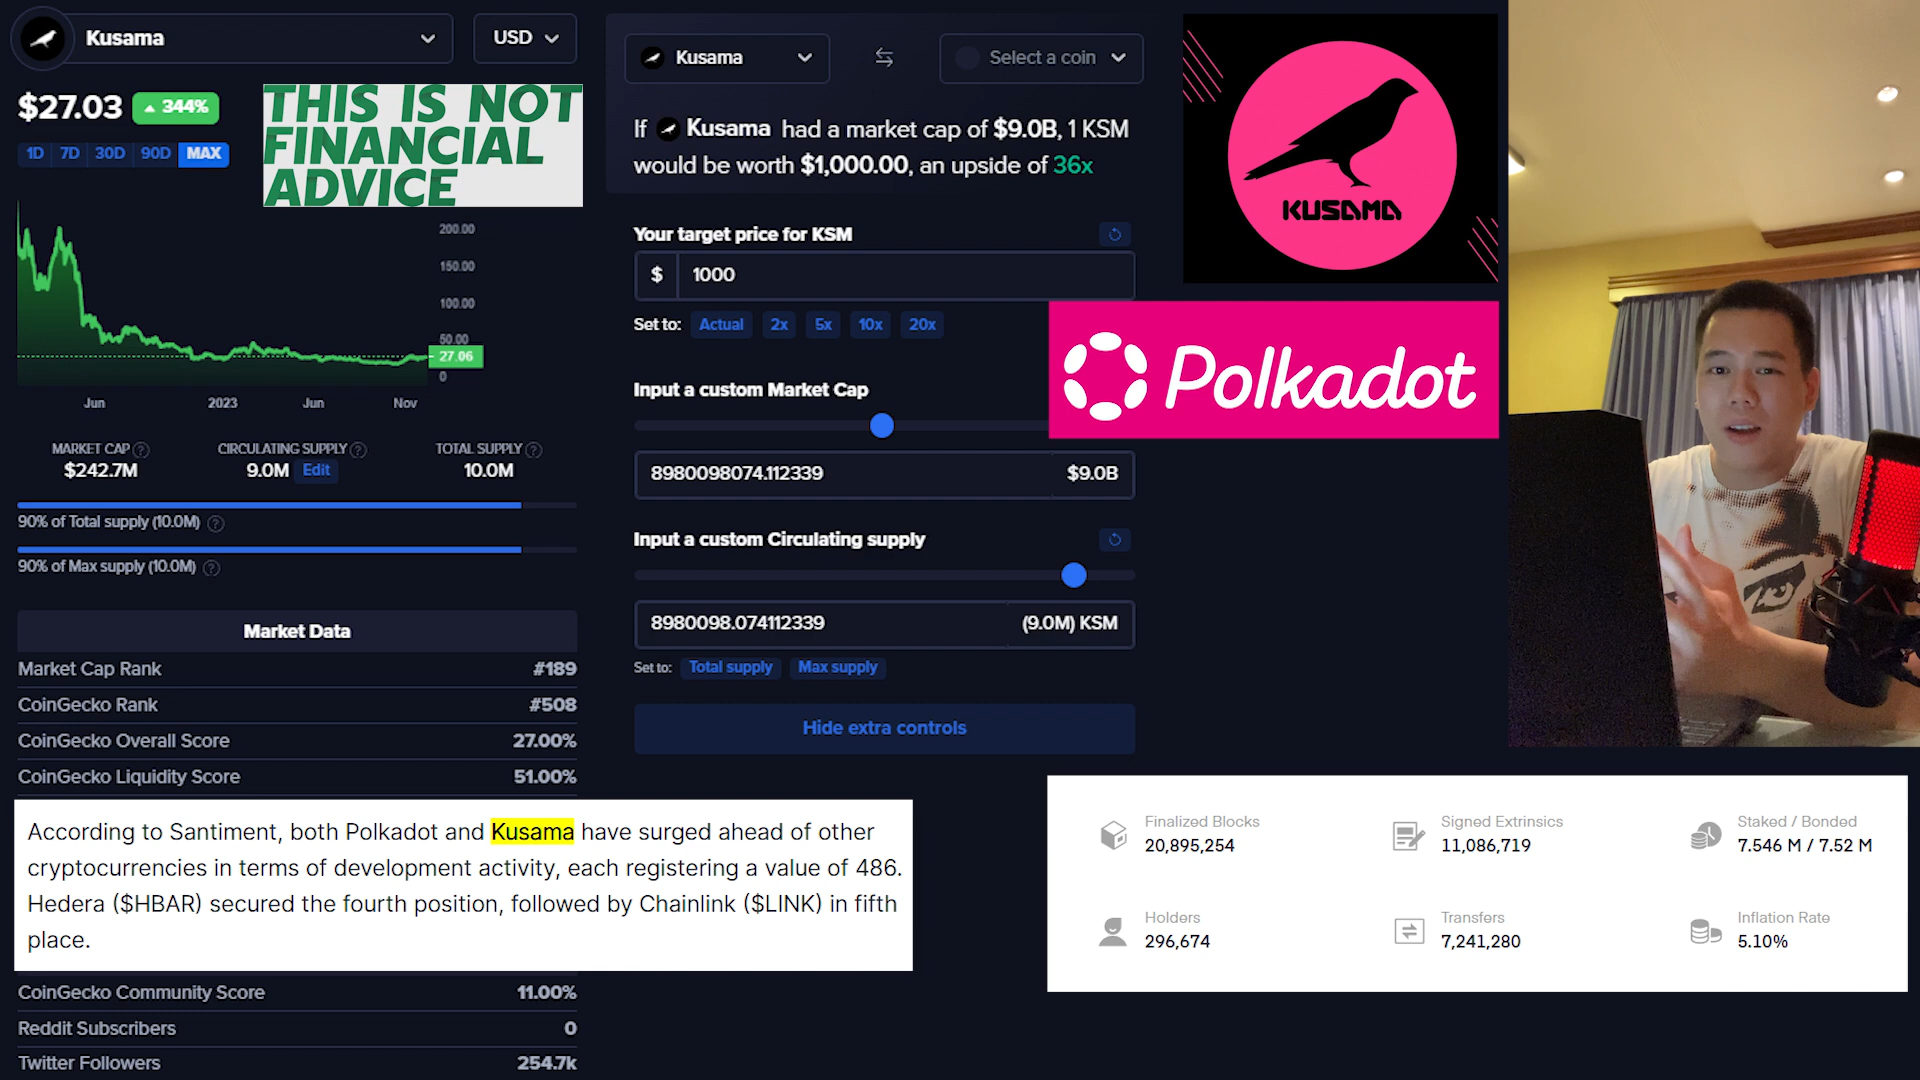 Kusama
USD
$27.03
344%
1D 7D 30D 90D MAX
THIS IS NOT
FINANCIAL
ADVICE
200.00
150.00
100.00
50.00
27.06
0
Jun 2023 Jun Nov
MARKET CAP
$242.7M
CIRCULATING SUPPLY
9.0M Edit
TOTAL SUPPLY
10.0M
90% of Total supply (10.0M)
90% of Max supply (10.0M)
Market Data
Market Cap Rank #189
CoinGecko Rank #508
CoinGecko Overall Score 27.00%
CoinGecko Liquidity Score 51.00%
According to Santiment, both Polkadot and Kusama have surged ahead of other
cryptocurrencies in terms of development activity, each registering a value of 486.
Hedera ($HBAR) secured the fourth position, followed by Chainlink ($LINK) in fifth
place.
CoinGecko Community Score 11.00%
Reddit Subscribers 0
Twitter Followers 254.7k
Kusama
Select a coin
If Kusama had a market cap of $9.0B, 1 KSM
would be worth $1,000.00, an upside of 36x
Your target price for KSM
$ 1000
Set to: Actual 2x 5x 10x 20x
Input a custom Market Cap
8980098074.112339 $9.0B
Input a custom Circulating supply
8980098.074112339 (9.0M) KSM
Set to: Total supply Max supply
Hide extra controls
KUSAMA
Polkadot
Finalized Blocks
20,895,254
Signed Extrinsics
11,086,719
Staked / Bonded
7.546 M / 7.52 M
Holders
296,674
Transfers
7,241,280
Inflation Rate
5.10%